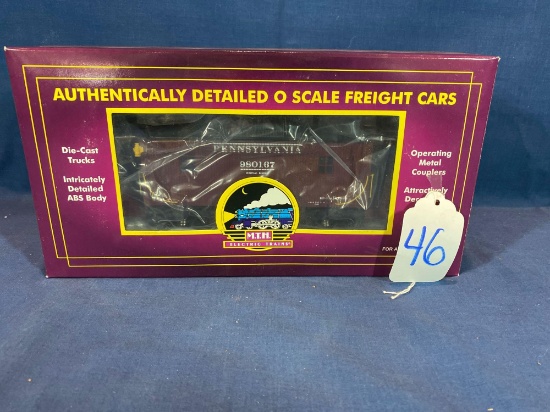 AUTHENTICALLY DETAILED O SCALE FREIGHT CARS
Die-Cast
Trucks
Intricately
Detailed
ABS Body
PENNSYLVANIA
980167
Operating
Metal
Couplers
Attractively
M.T.H.
ELECTRIC TRAINS
FOR A
46